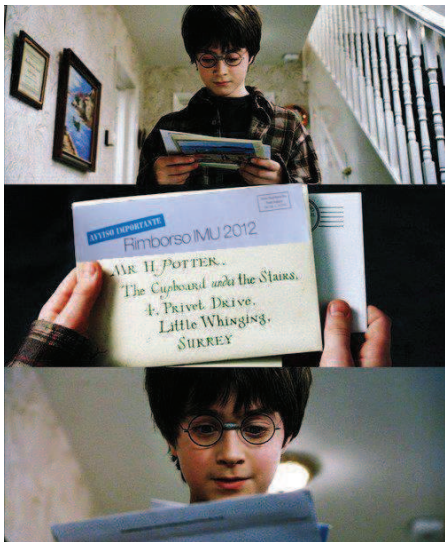 AVVISO IMPORTANTE
Rimborso IMU 2012
MR H. POTTER,
The Cupboard under the Stairs,
4, Privet Drive,
Little Whinging,
SURREY